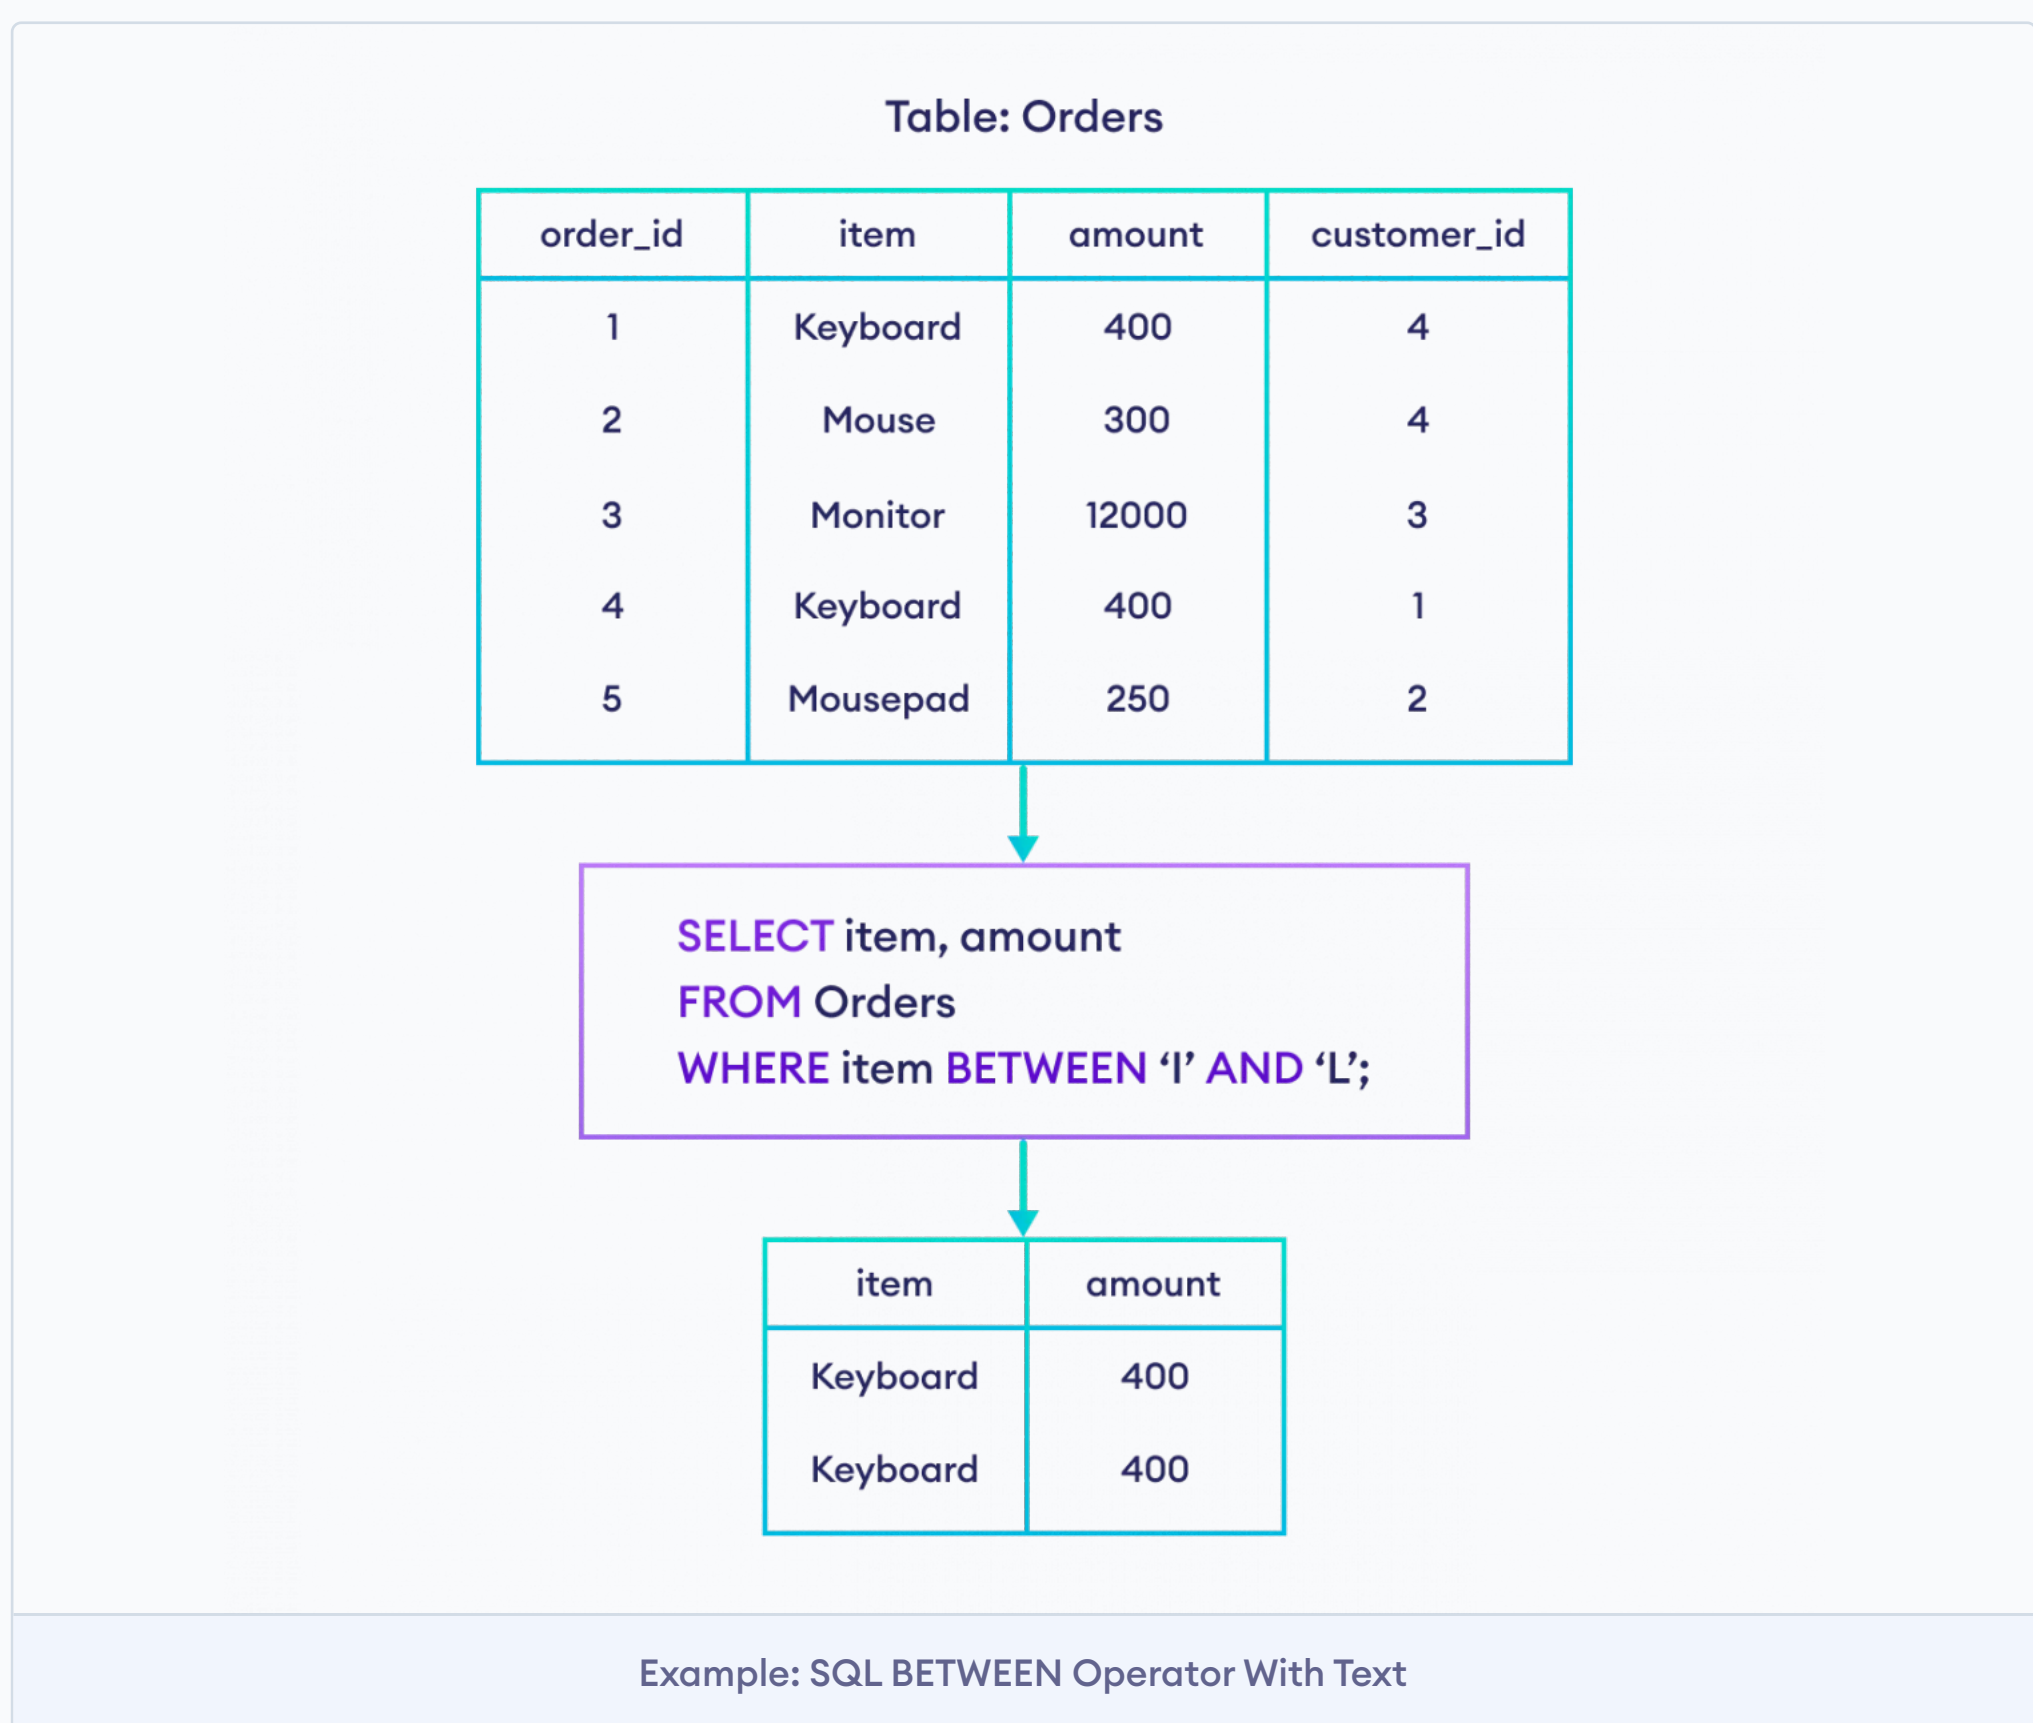 Table: Orders
order_id item amount customer_id
1 Keyboard 400 4
2 Mouse 300 4
3 Monitor 12000 3
4 Keyboard 400 1
5 Mousepad 250 2
SELECT item, amount
FROM Orders
WHERE item BETWEEN ‘I’ AND ‘L’;
item amount
Keyboard 400
Keyboard 400
Example: SQL BETWEEN Operator With Text